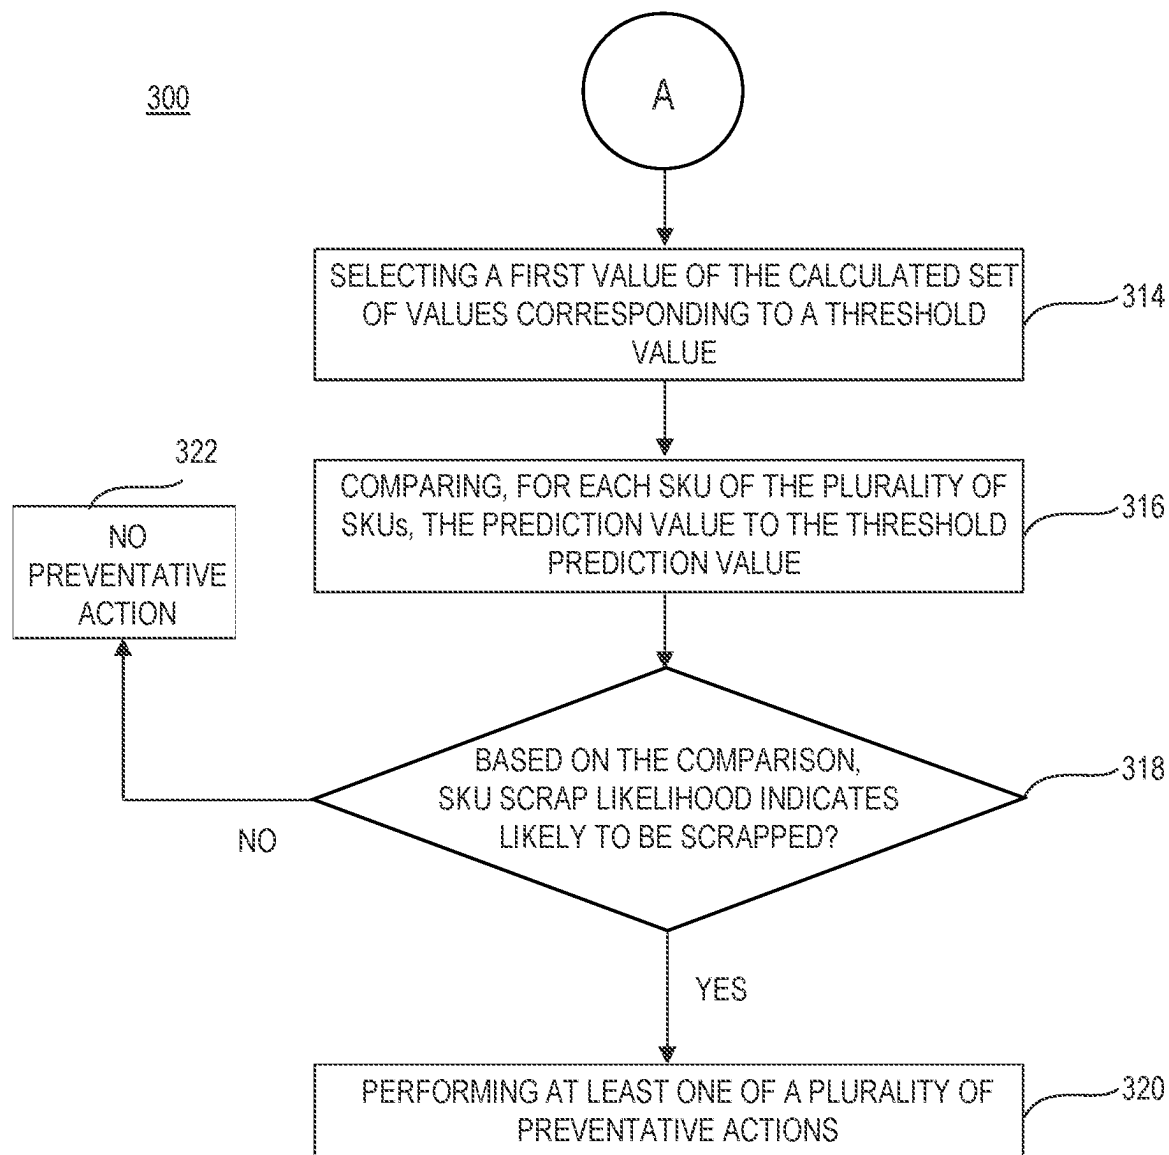 300
A
SELECTING A FIRST VALUE OF THE CALCULATED SET
OF VALUES CORRESPONDING TO A THRESHOLD
VALUE
314
COMPARING, FOR EACH SKU OF THE PLURALITY OF
SKUs, THE PREDICTION VALUE TO THE THRESHOLD
PREDICTION VALUE
316
322
NO
PREVENTATIVE
ACTION
BASED ON THE COMPARISON,
SKU SCRAP LIKELIHOOD INDICATES
LIKELY TO BE SCRAPPED?
318
NO
YES
PERFORMING AT LEAST ONE OF A PLURALITY OF
PREVENTATIVE ACTIONS
320